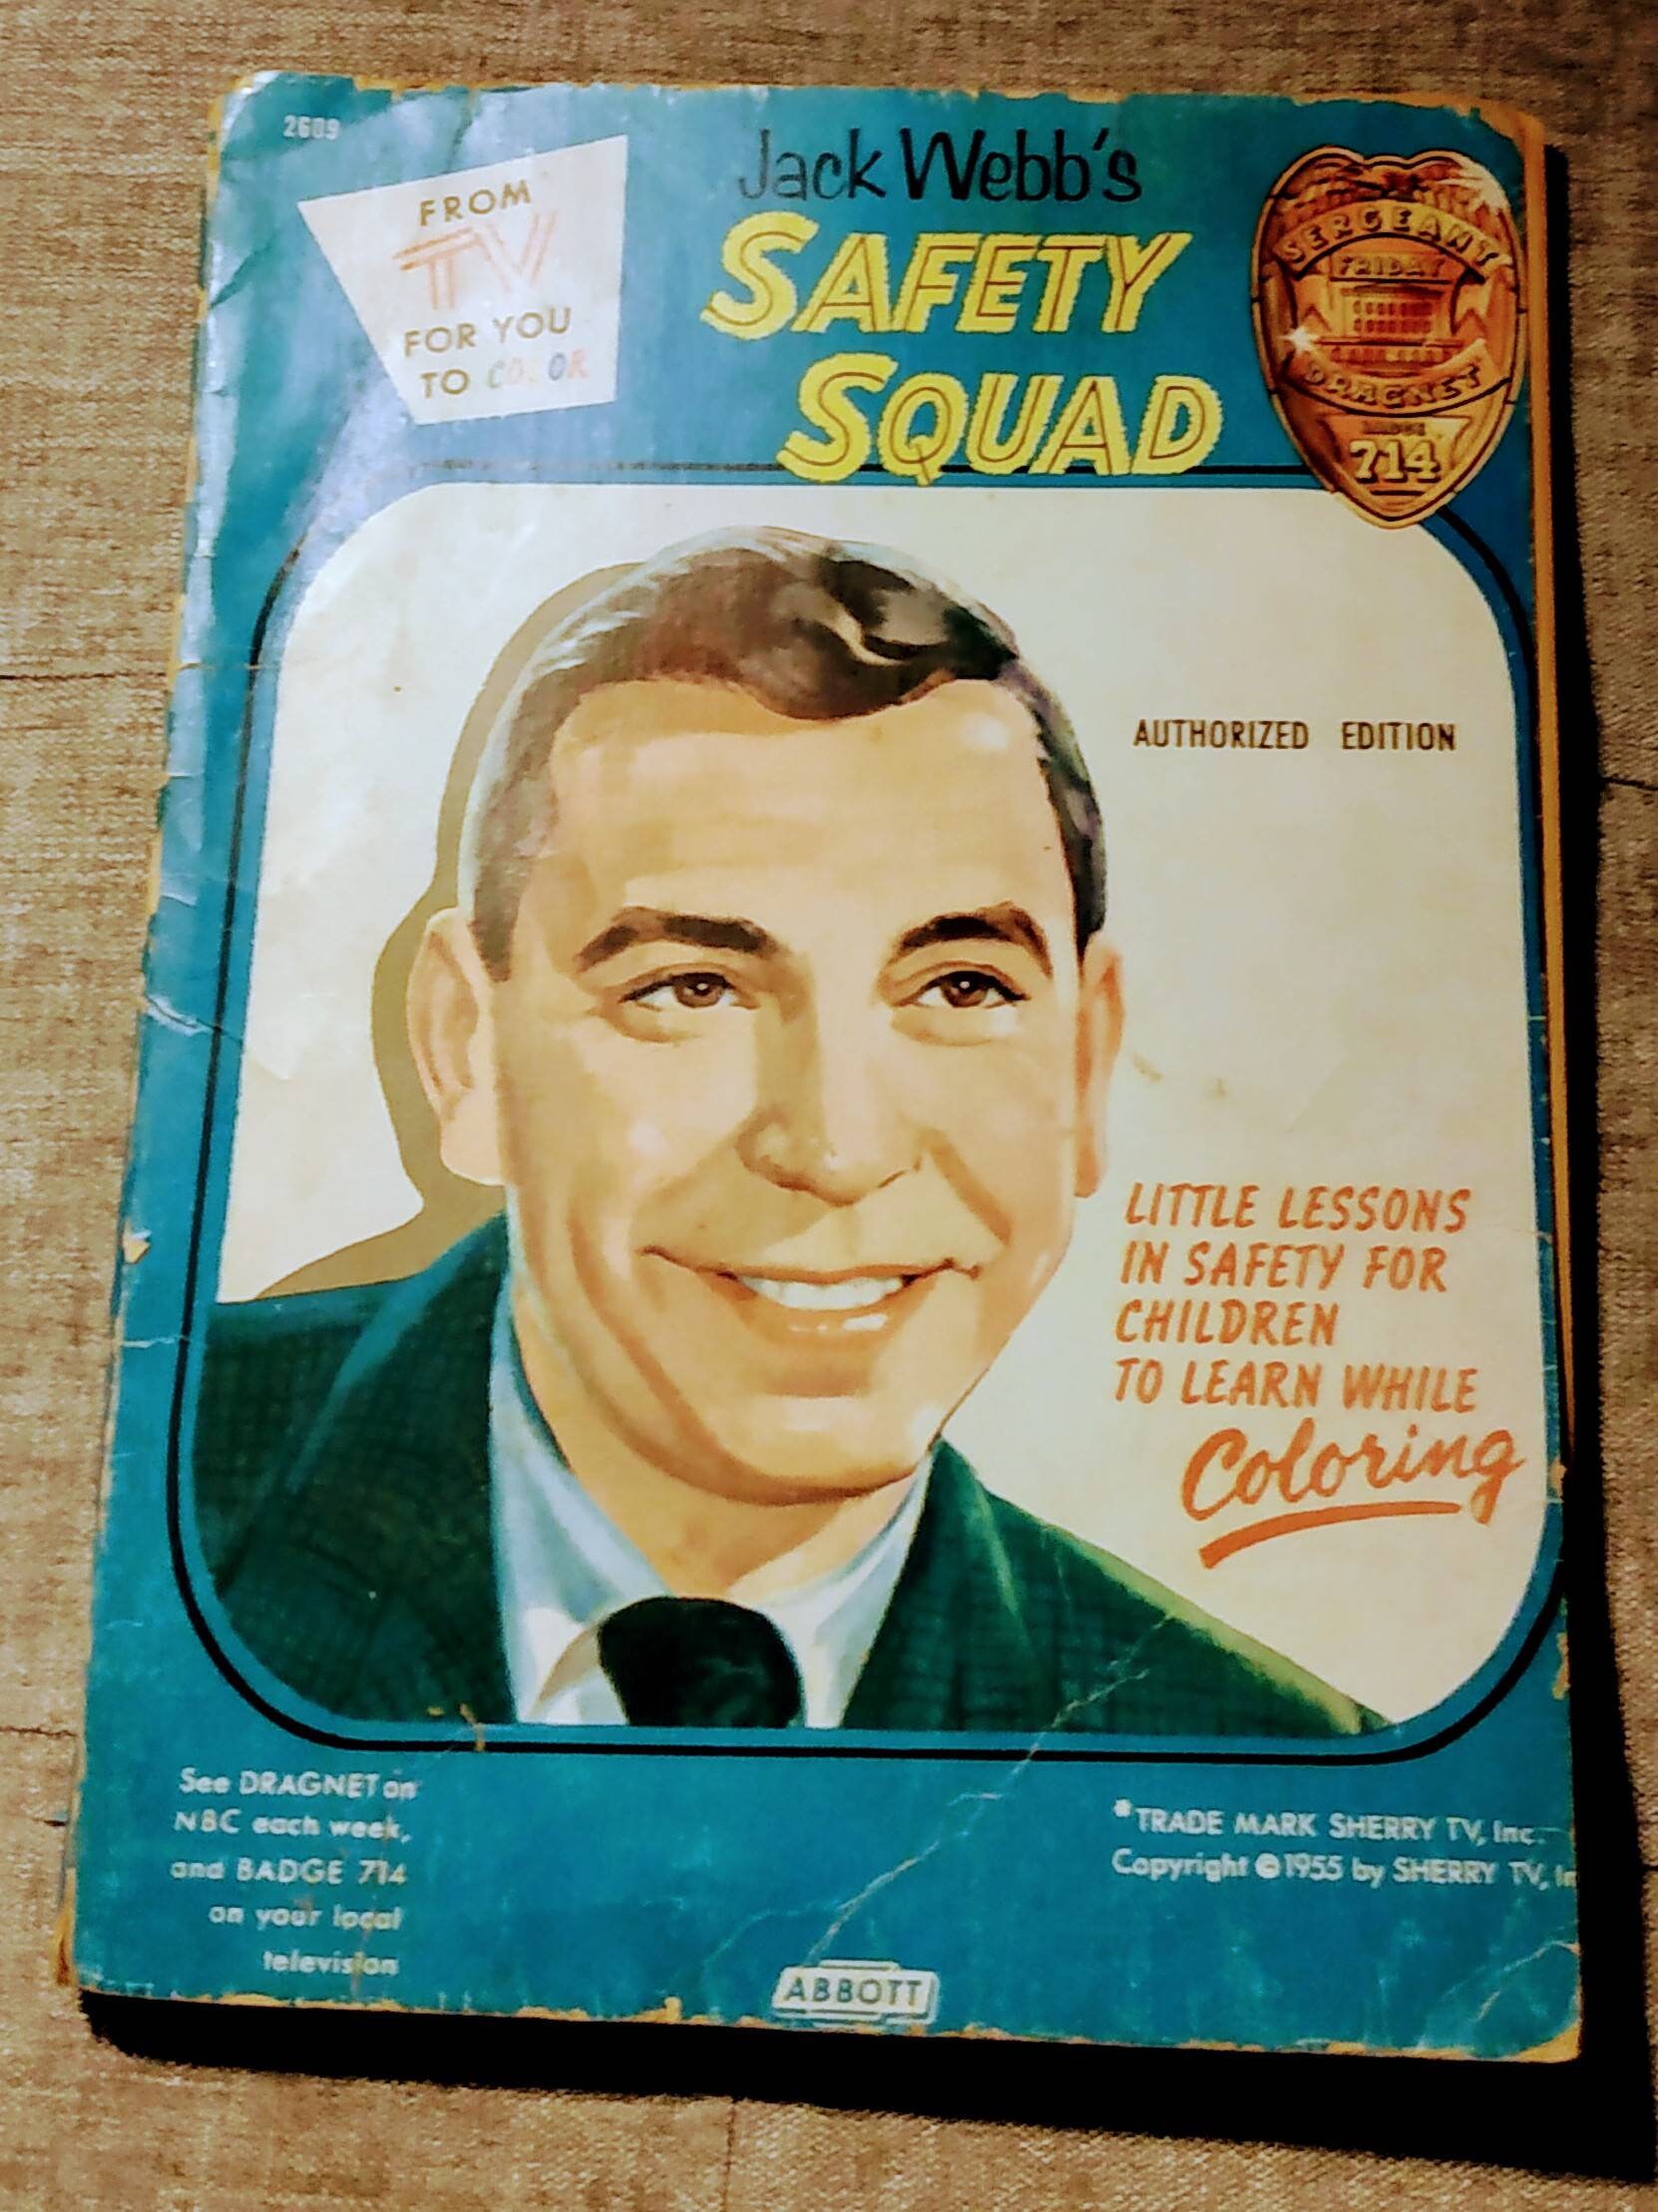 2609
FROM
TV
FOR YOU
TO COLOR
Jack Webb's
SAFETY
SQUAD
SERGEANT
FRIDAY
DRAGNET
BADGE
714
AUTHORIZED EDITION
LITTLE LESSONS
IN SAFETY FOR
CHILDREN
TO LEARN WHILE
Coloring
See DRAGNET on
NBC each week,
and BADGE 714
on your local
television
*TRADE MARK SHERRY TV, Inc.
Copyright ©1955 by SHERRY TV, In
ABBOTT